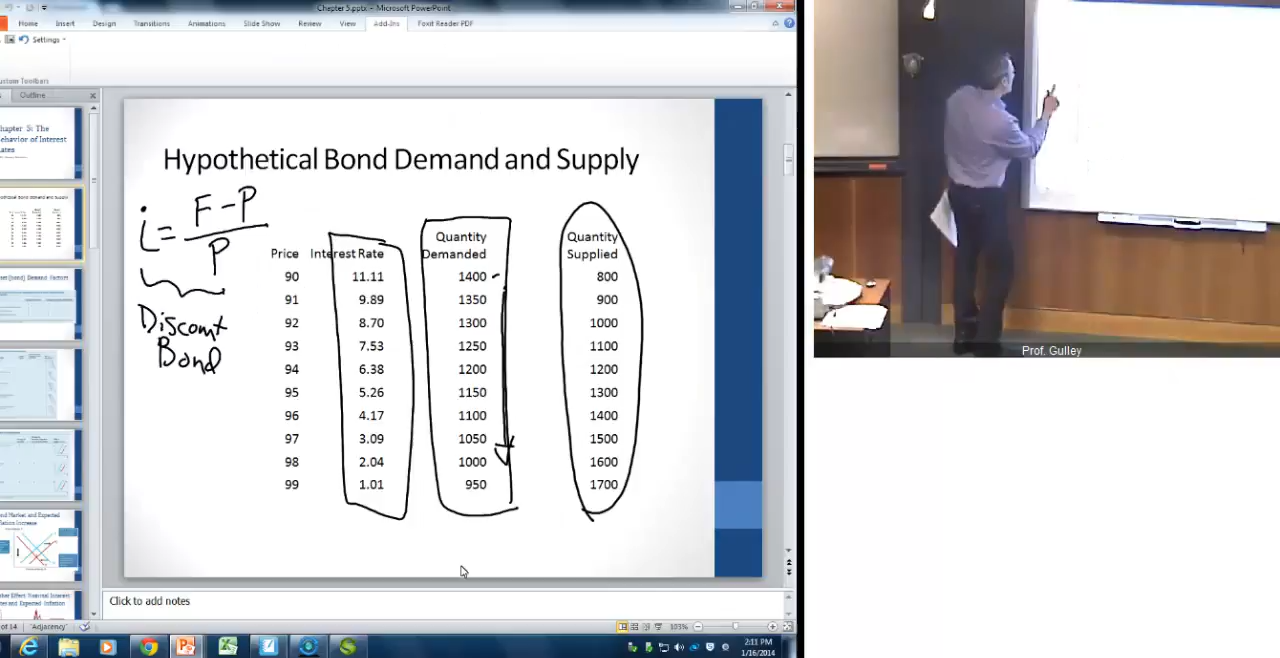 Chapter 5.pptx - Microsoft PowerPoint
Home Insert Design Transitions Animations Slide Show Review View Add-Ins Foxit Reader PDF
Settings
Custom Toolbars
Outline
Hypothetical Bond Demand and Supply
i = F - P / P
Discount
Bond
Price Interest Rate Quantity Demanded Quantity Supplied
90 11.11 1400 800
91 9.89 1350 900
92 8.70 1300 1000
93 7.53 1250 1100
94 6.38 1200 1200
95 5.26 1150 1300
96 4.17 1100 1400
97 3.09 1050 1500
98 2.04 1000 1600
99 1.01 950 1700
Click to add notes
of 14 "Adjacency" 103%
2:11 PM
1/16/2014
Prof. Gulley